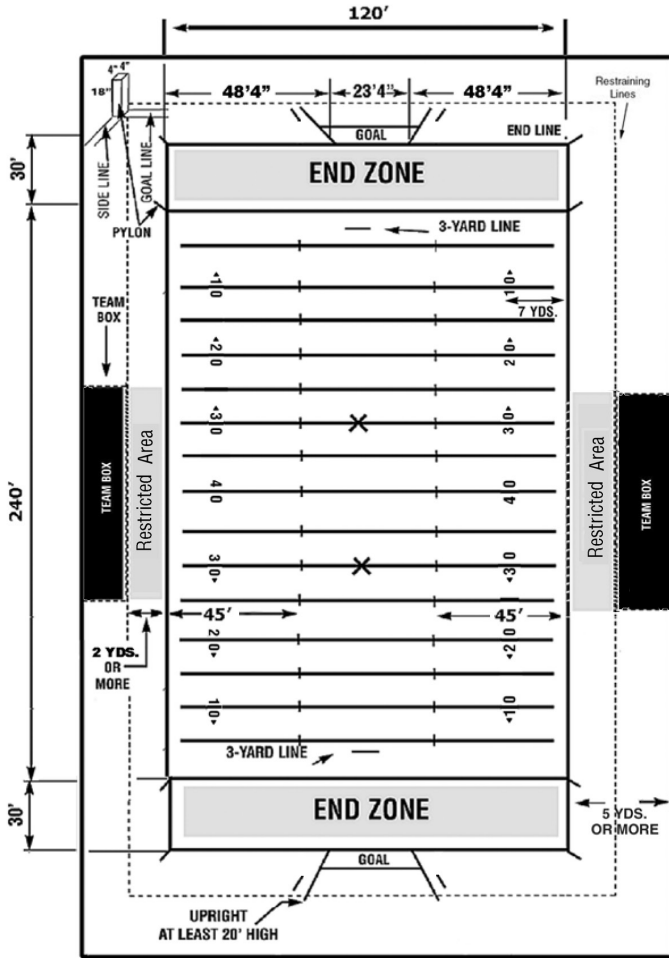 120'
4" 4"
18"
48'4" 23'4" 48'4"
Restraining
Lines
GOAL
END LINE
30'
SIDE LINE
GOAL LINE
END ZONE
PYLON
3-YARD LINE
10 10
7 YDS.
TEAM
BOX
20 20
30 30
TEAM BOX
Restricted Area
Restricted Area
TEAM BOX
240'
40 40
30 30
45' 45'
2 YDS.
OR
MORE
20 20
10 10
3-YARD LINE
30'
END ZONE
5 YDS.
OR MORE
GOAL
UPRIGHT
AT LEAST 20' HIGH